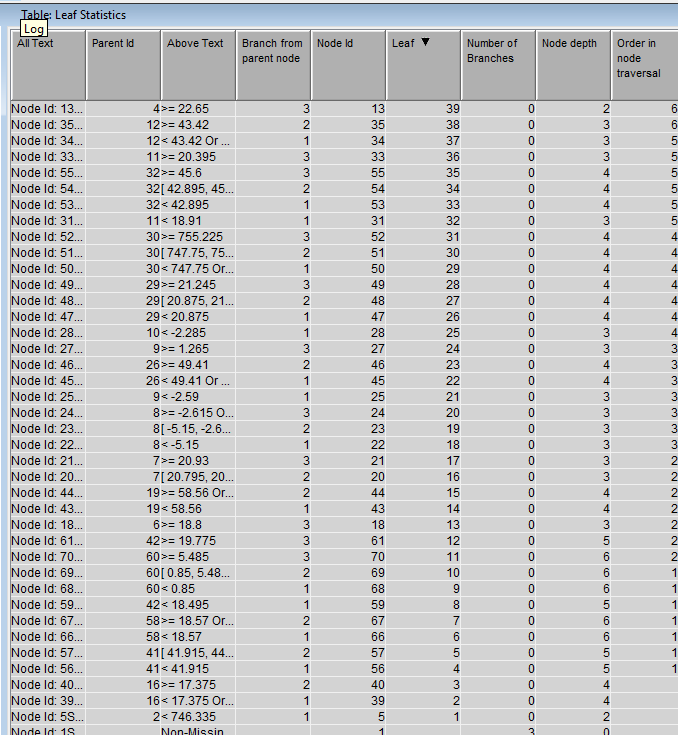 Table: Leaf Statistics
Log
All Text Parent Id Above Text Branch from parent node Node Id Leaf ▼ Number of Branches Node depth Order in node traversal
Node Id: 13... 4 >= 22.65 3 13 39 0 2 6
Node Id: 35... 12 >= 43.42 2 35 38 0 3 6
Node Id: 34... 12 < 43.42 Or ... 1 34 37 0 3 5
Node Id: 33... 11 >= 20.395 3 33 36 0 3 5
Node Id: 55... 32 >= 45.6 3 55 35 0 4 5
Node Id: 54... 32 [ 42.895, 45... 2 54 34 0 4 5
Node Id: 53... 32 < 42.895 1 53 33 0 4 5
Node Id: 31... 11 < 18.91 1 31 32 0 3 5
Node Id: 52... 30 >= 755.225 3 52 31 0 4 4
Node Id: 51... 30 [ 747.75, 75... 2 51 30 0 4 4
Node Id: 50... 30 < 747.75 Or... 1 50 29 0 4 4
Node Id: 49... 29 >= 21.245 3 49 28 0 4 4
Node Id: 48... 29 [ 20.875, 21... 2 48 27 0 4 4
Node Id: 47... 29 < 20.875 1 47 26 0 4 4
Node Id: 28... 10 < -2.285 1 28 25 0 3 4
Node Id: 27... 9 >= 1.265 3 27 24 0 3 3
Node Id: 46... 26 >= 49.41 2 46 23 0 4 3
Node Id: 45... 26 < 49.41 Or ... 1 45 22 0 4 3
Node Id: 25... 9 < -2.59 1 25 21 0 3 3
Node Id: 24... 8 >= -2.615 O... 3 24 20 0 3 3
Node Id: 23... 8 [ -5.15, -2.6... 2 23 19 0 3 3
Node Id: 22... 8 < -5.15 1 22 18 0 3 3
Node Id: 21... 7 >= 20.93 3 21 17 0 3 2
Node Id: 20... 7 [ 20.795, 20... 2 20 16 0 3 2
Node Id: 44... 19 >= 58.56 Or... 2 44 15 0 4 2
Node Id: 43... 19 < 58.56 1 43 14 0 4 2
Node Id: 18... 6 >= 18.8 3 18 13 0 3 2
Node Id: 61... 42 >= 19.775 3 61 12 0 5 2
Node Id: 70... 60 >= 5.485 3 70 11 0 6 2
Node Id: 69... 60 [ 0.85, 5.48... 2 69 10 0 6 1
Node Id: 68... 60 < 0.85 1 68 9 0 6 1
Node Id: 59... 42 < 18.495 1 59 8 0 5 1
Node Id: 67... 58 >= 18.57 Or... 2 67 7 0 6 1
Node Id: 66... 58 < 18.57 1 66 6 0 6 1
Node Id: 57... 41 [ 41.915, 44... 2 57 5 0 5 1
Node Id: 56... 41 < 41.915 1 56 4 0 5 1
Node Id: 40... 16 >= 17.375 2 40 3 0 4
Node Id: 39... 16 < 17.375 Or... 1 39 2 0 4
Node Id: 5S... 2 < 746.335 1 5 1 0 2
Node Id: 1S... Non-Missin... 1 3 0